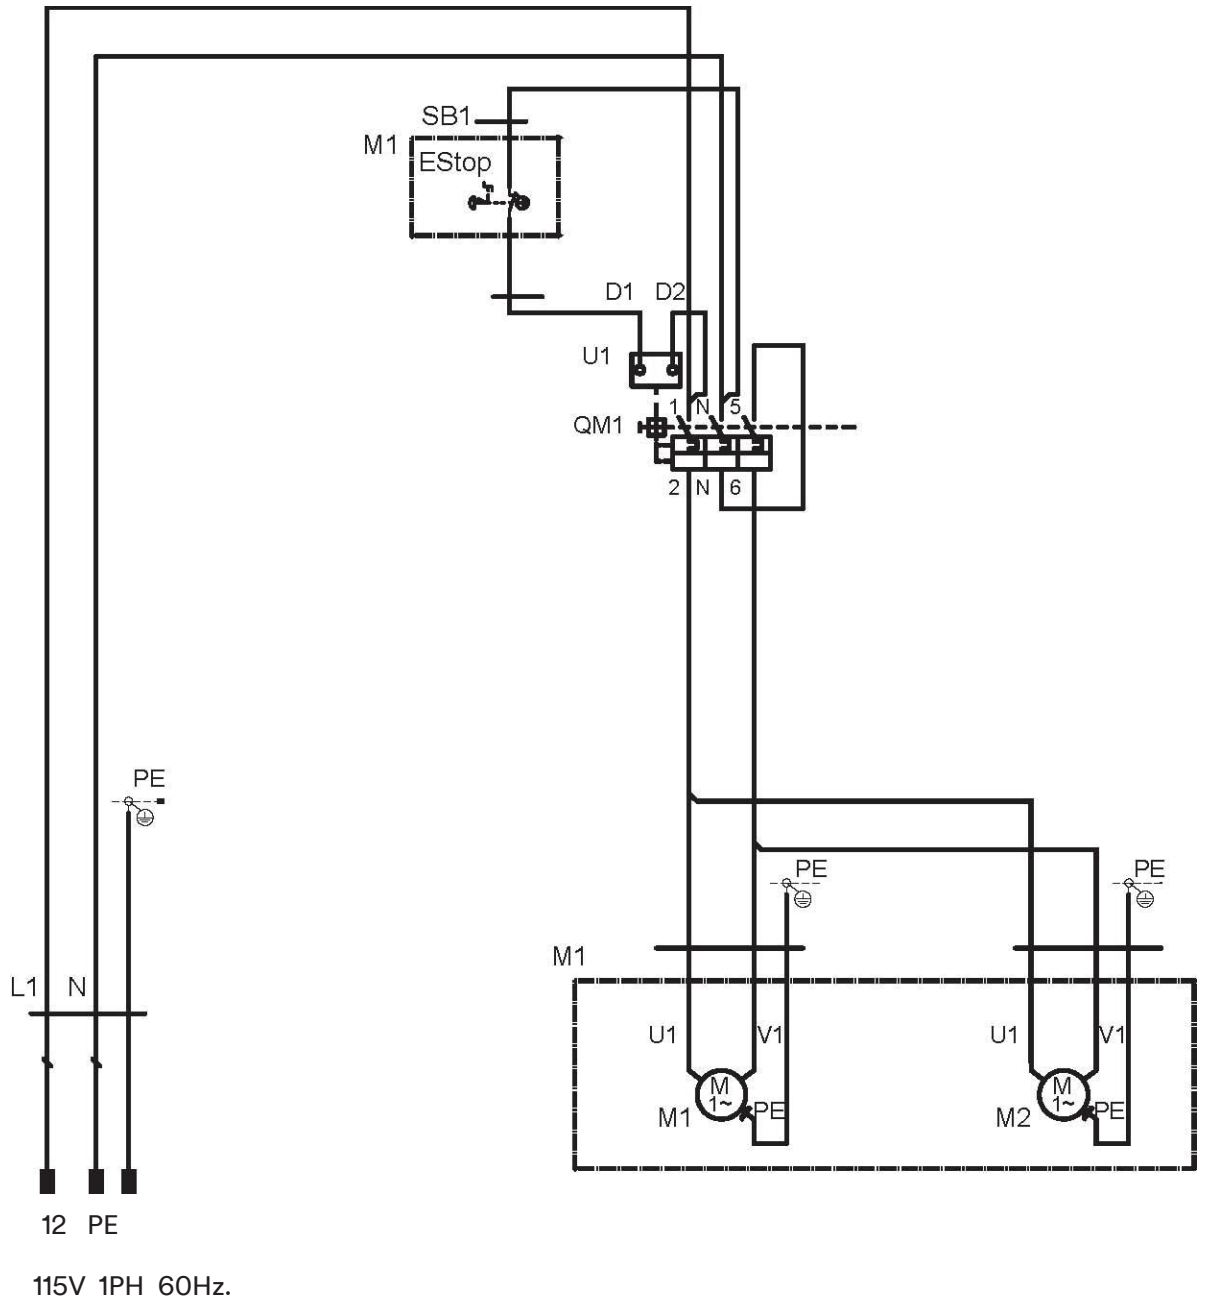 SB1
M1
EStop
D1 D2
U1
1 N 5
QM1
2 N 6
PE
PE PE
M1
L1 N
U1 V1 U1 V1
M M
1~ 1~
M1 PE M2 PE
12 PE
115V 1PH 60Hz.